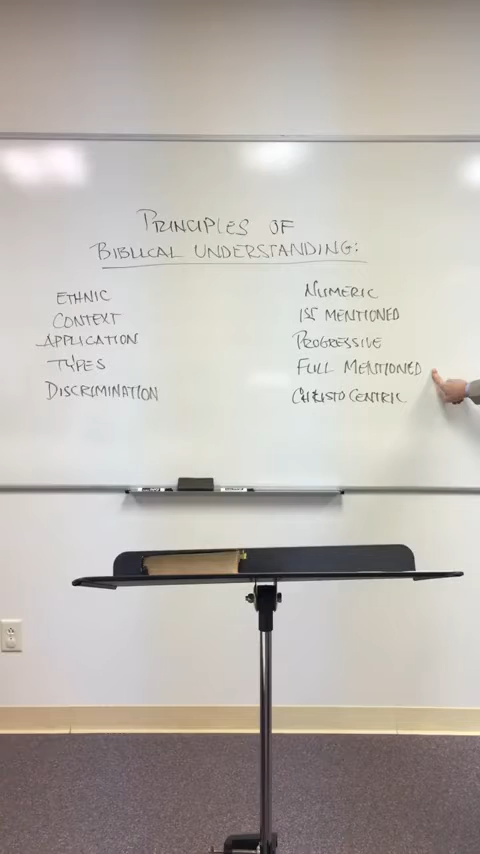 PRINCIPLES OF
BIBLICAL UNDERSTANDING:
ETHNIC
CONTEXT
APPLICATION
TYPES
DISCRIMINATION
NUMERIC
1ST MENTIONED
PROGRESSIVE
FULL MENTIONED
CHRISTO CENTRIC